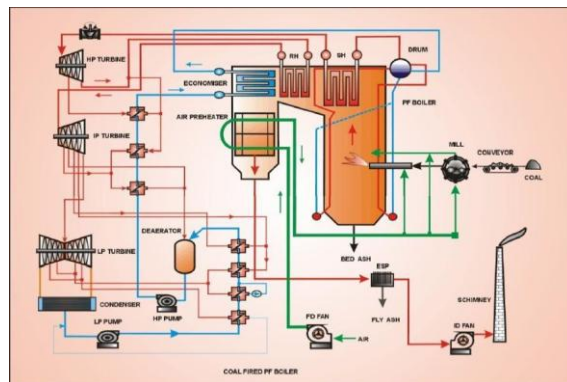 HP TURBINE
RH
SH
DRUM
ECONOMISER
PF BOILER
AIR PREHEATER
IP TURBINE
MILL
CONVEYOR
COAL
LP TURBINE
DEAERATOR
BED ASH
ESP
SCHIMNEY
CONDENSER
LP PUMP
HP PUMP
FD FAN
AIR
FLY ASH
ID FAN
COAL FIRED PF BOILER